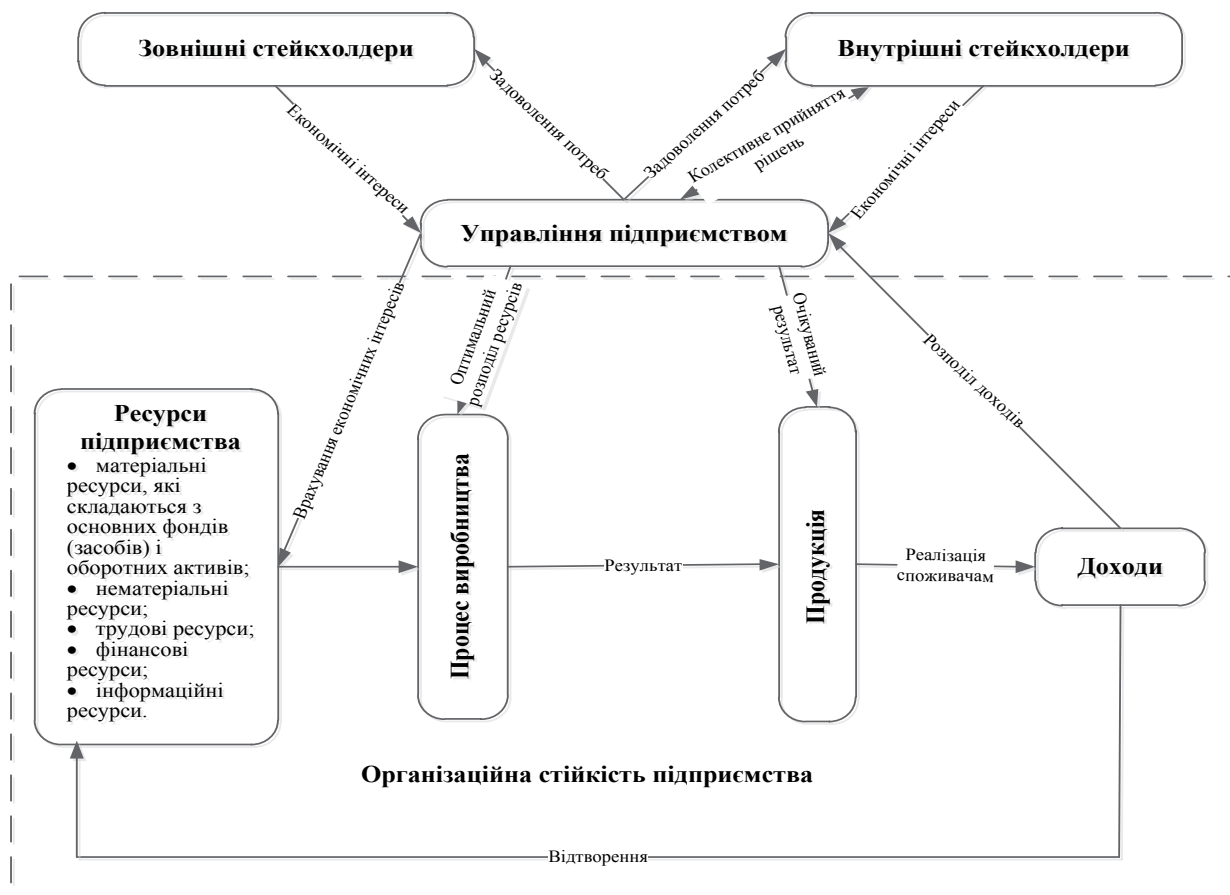 Зовнішні стейкхолдери
Внутрішні стейкхолдери
Економічні інтереси
Задоволення потреб
Задоволення потреб
Колективне прийняття
рішень
Економічні інтереси
Управління підприємством
Врахування економічних інтересів
Оптимальний
розподіл ресурсів
Очікуваний
результат
Розподіл доходів
Ресурси
підприємства
• матеріальні
ресурси, які
складаються з
основних фондів
(засобів) і
оборотних активів;
• нематеріальні
ресурси;
• трудові ресурси;
• фінансові
ресурси;
• інформаційні
ресурси.
Процес виробництва
Результат
Продукція
Реалізація
споживачам
Доходи
Організаційна стійкість підприємства
Відтворення